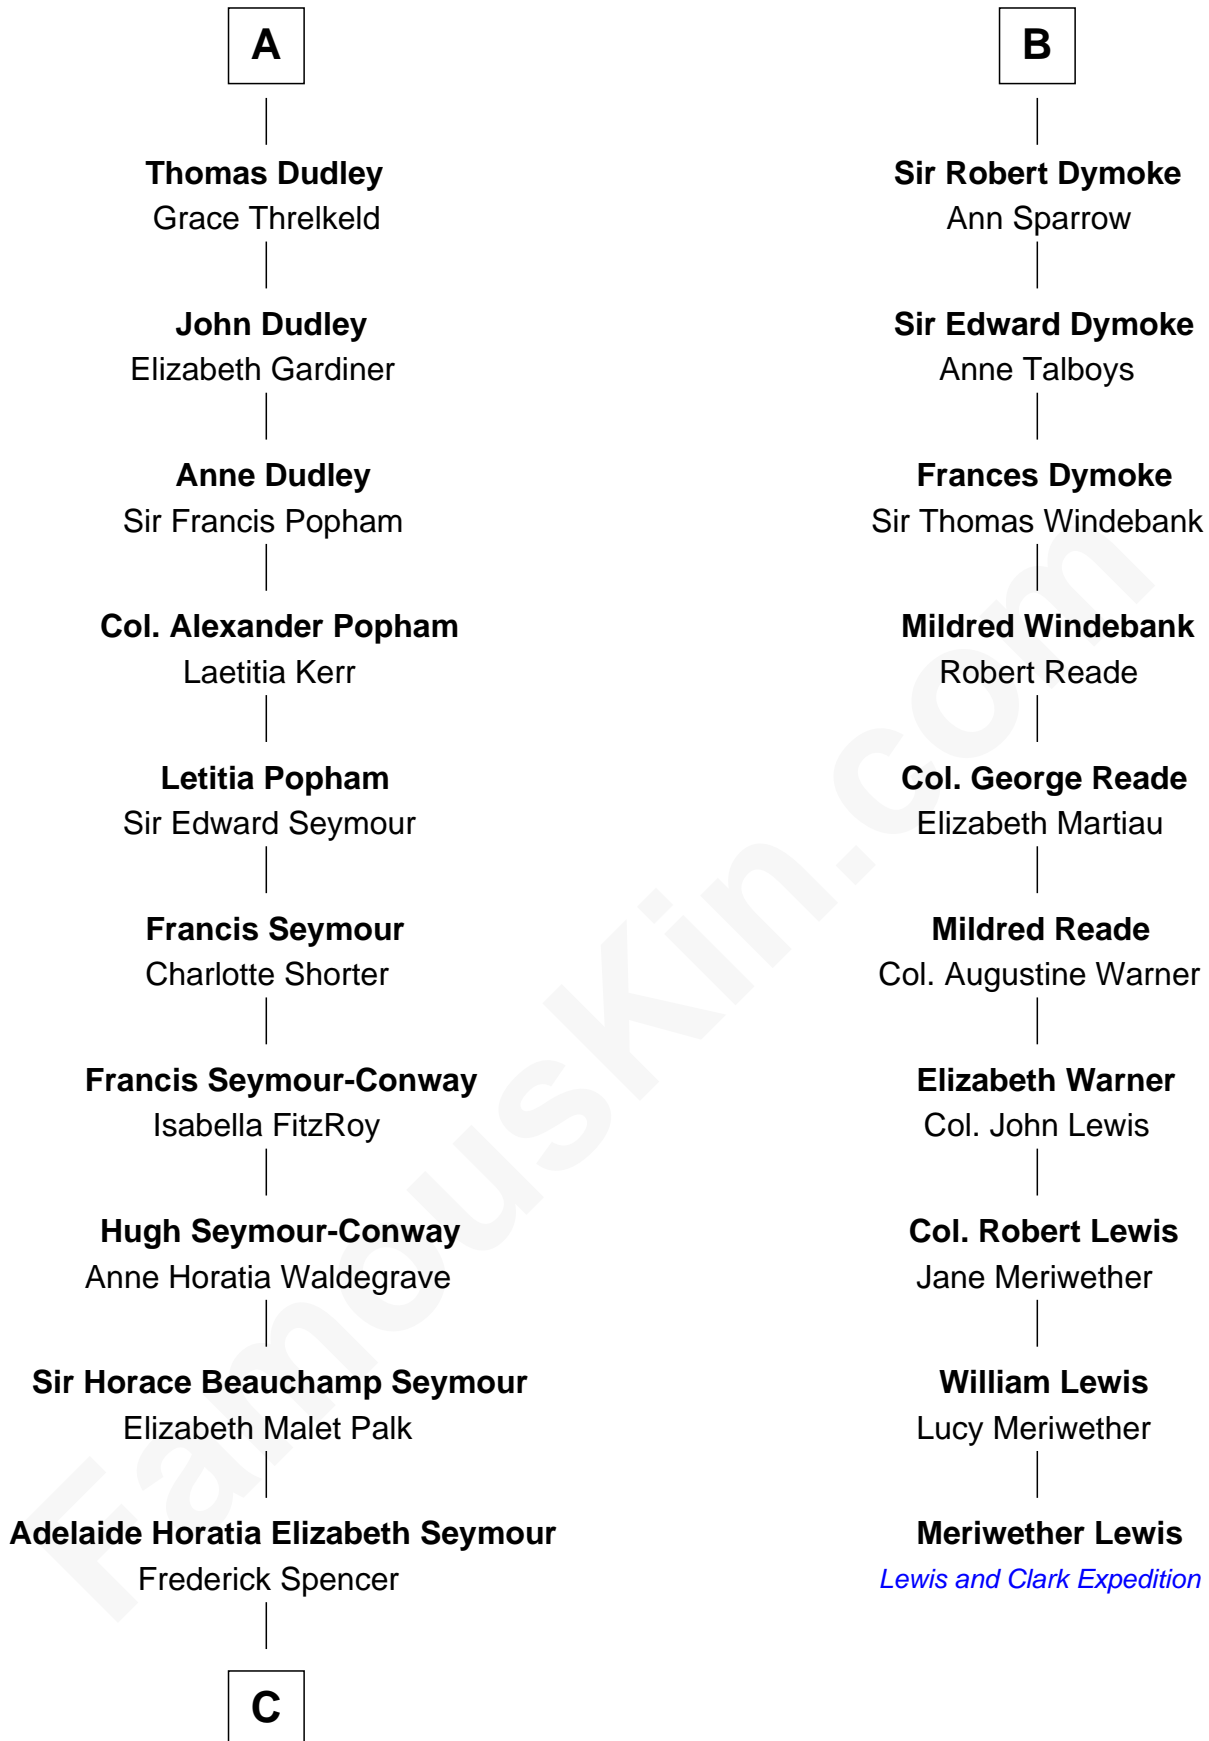 A
Thomas Dudley
Grace Threlkeld
John Dudley
Elizabeth Gardiner
Anne Dudley
Sir Francis Popham
Col. Alexander Popham
Laetitia Kerr
Letitia Popham
Sir Edward Seymour
Francis Seymour
Charlotte Shorter
Francis Seymour-Conway
Isabella FitzRoy
Hugh Seymour-Conway
Anne Horatia Waldegrave
Sir Horace Beauchamp Seymour
Elizabeth Malet Palk
Adelaide Horatia Elizabeth Seymour
Frederick Spencer
C
B
Sir Robert Dymoke
Ann Sparrow
Sir Edward Dymoke
Anne Talboys
Frances Dymoke
Sir Thomas Windebank
Mildred Windebank
Robert Reade
Col. George Reade
Elizabeth Martiau
Mildred Reade
Col. Augustine Warner
Elizabeth Warner
Col. John Lewis
Col. Robert Lewis
Jane Meriwether
William Lewis
Lucy Meriwether
Meriwether Lewis
Lewis and Clark Expedition
FamousKin.com